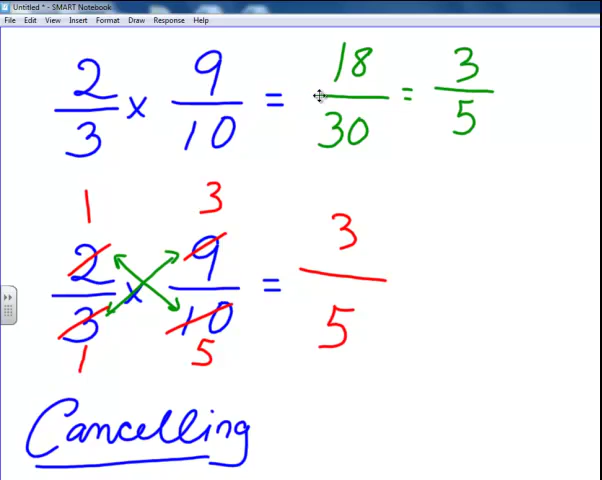 Untitled * - SMART Notebook
File Edit View Insert Format Draw Response Help
2/3 x 9/10 = 18/30 = 3/5
1 3
2/3 x 9/10 = 3/5
1 5
Cancelling